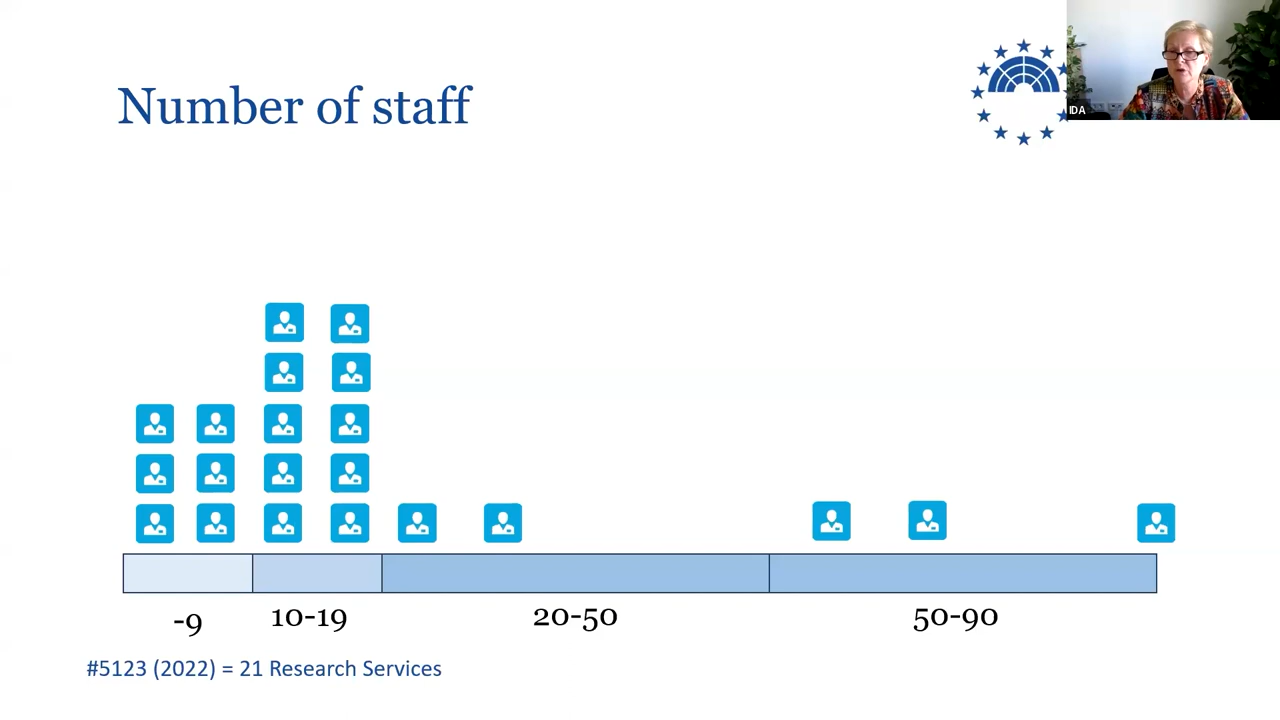 Number of staff
IDA
-9
10-19
20-50
50-90
#5123 (2022) = 21 Research Services